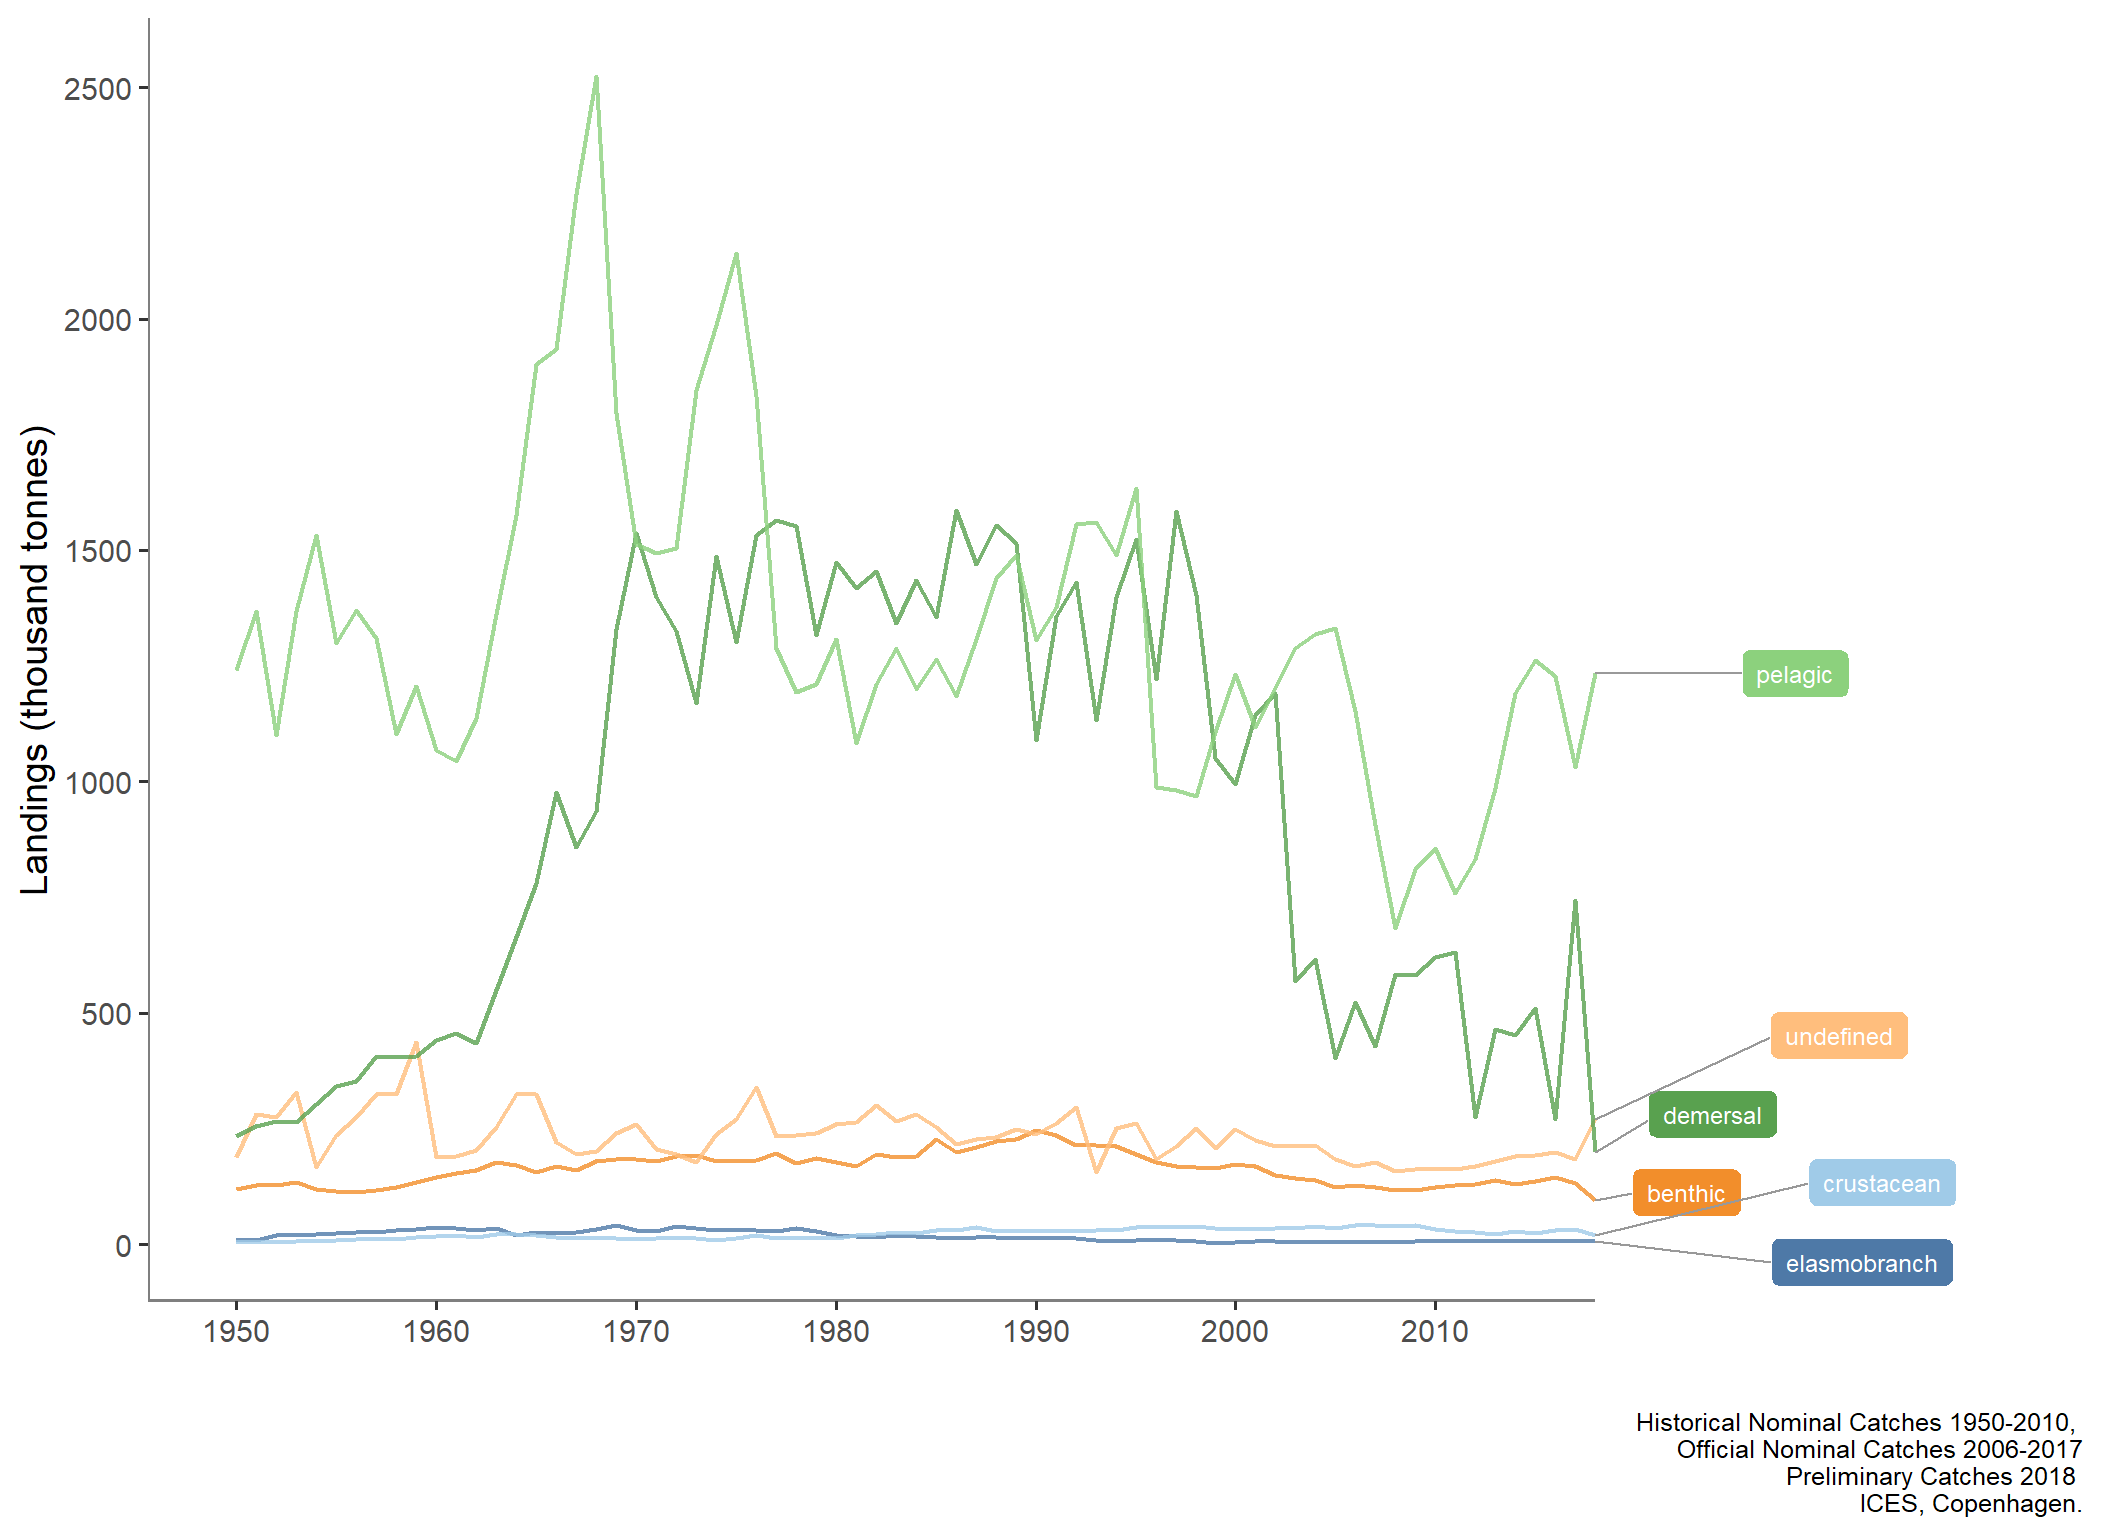 Landings (thousand tonnes)
2500
2000
1500
1000
500
0
1950 1960 1970 1980 1990 2000 2010
pelagic
undefined
demersal
benthic
crustacean
elasmobranch
Historical Nominal Catches 1950-2010,
Official Nominal Catches 2006-2017
Preliminary Catches 2018
ICES, Copenhagen.